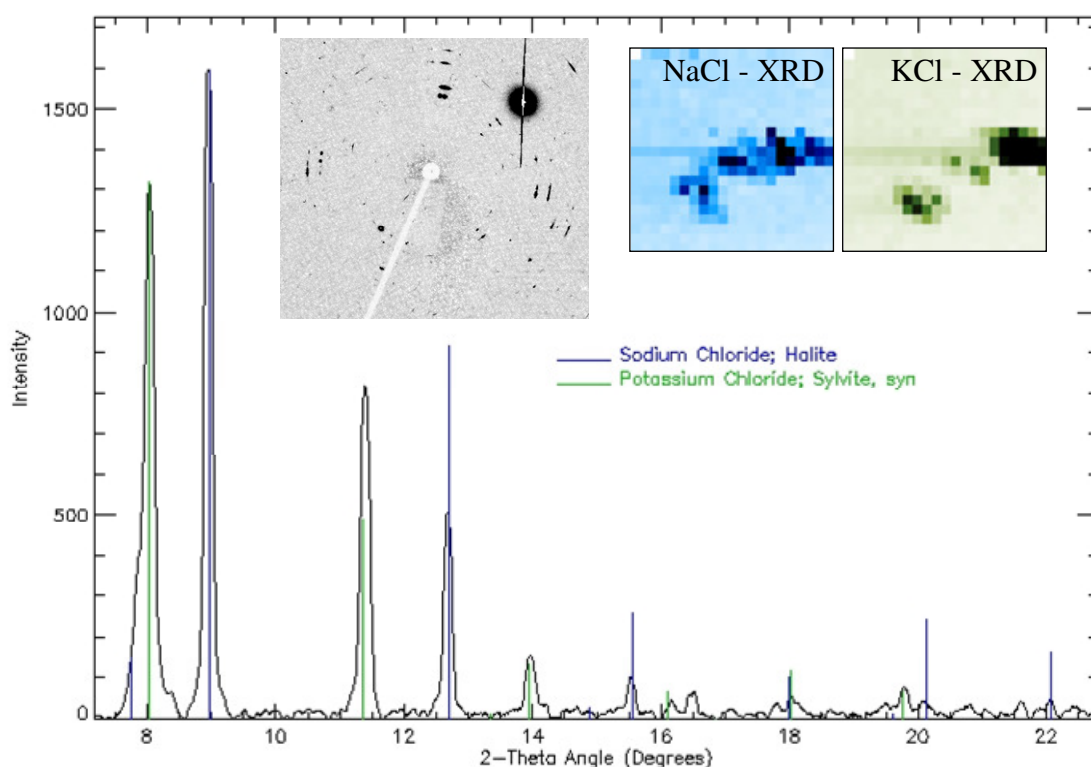 NaCl - XRD
KCl - XRD
1500
1000
500
0
Intensity
Sodium Chloride; Halite
Potassium Chloride; Sylvite, syn
8 10 12 14 16 18 20 22
2-Theta Angle (Degrees)